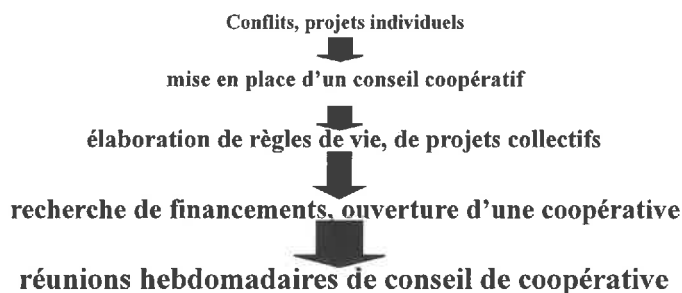 Conflits, projets individuels
mise en place d'un conseil coopératif
élaboration de règles de vie, de projets collectifs
recherche de financements, ouverture d'une coopérative
réunions hebdomadaires de conseil de coopérative